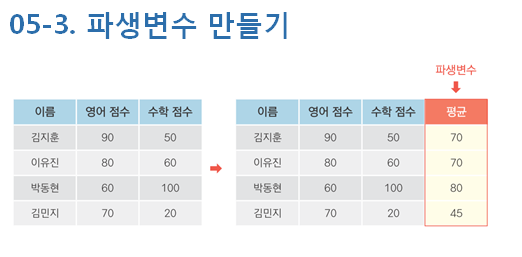 05-3. 파생변수 만들기
파생변수
이름 영어 점수 수학 점수
김지훈 90 50
이유진 80 60
박동현 60 100
김민지 70 20
이름 영어 점수 수학 점수 평균
김지훈 90 50 70
이유진 80 60 70
박동현 60 100 80
김민지 70 20 45